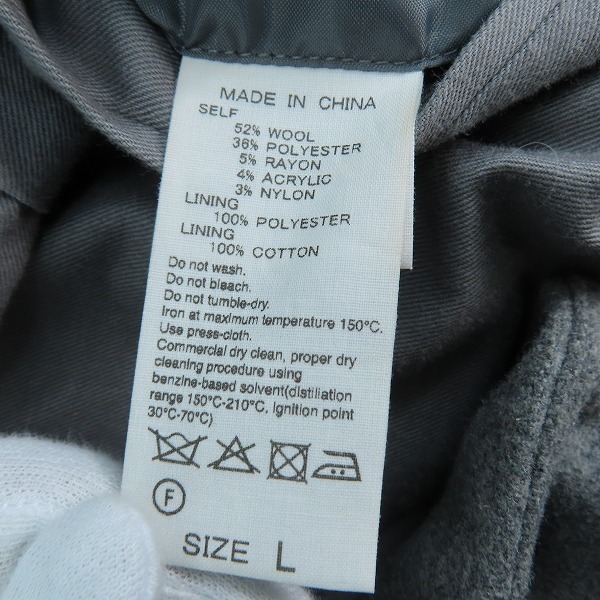 MADE IN CHINA
SELF
52% WOOL
36% POLYESTER
5% RAYON
4% ACRYLIC
3% NYLON
LINING
100% POLYESTER
LINING
100% COTTON
Do not wash.
Do not bleach.
Do not tumble-dry.
Iron at maximum temperature 150°C.
Use press-cloth.
Commercial dry clean, proper dry
cleaning procedure using
benzine-based solvent(distiliation
range 150°C-210°C, Ignition point
30°C-70°C)
F
SIZE L